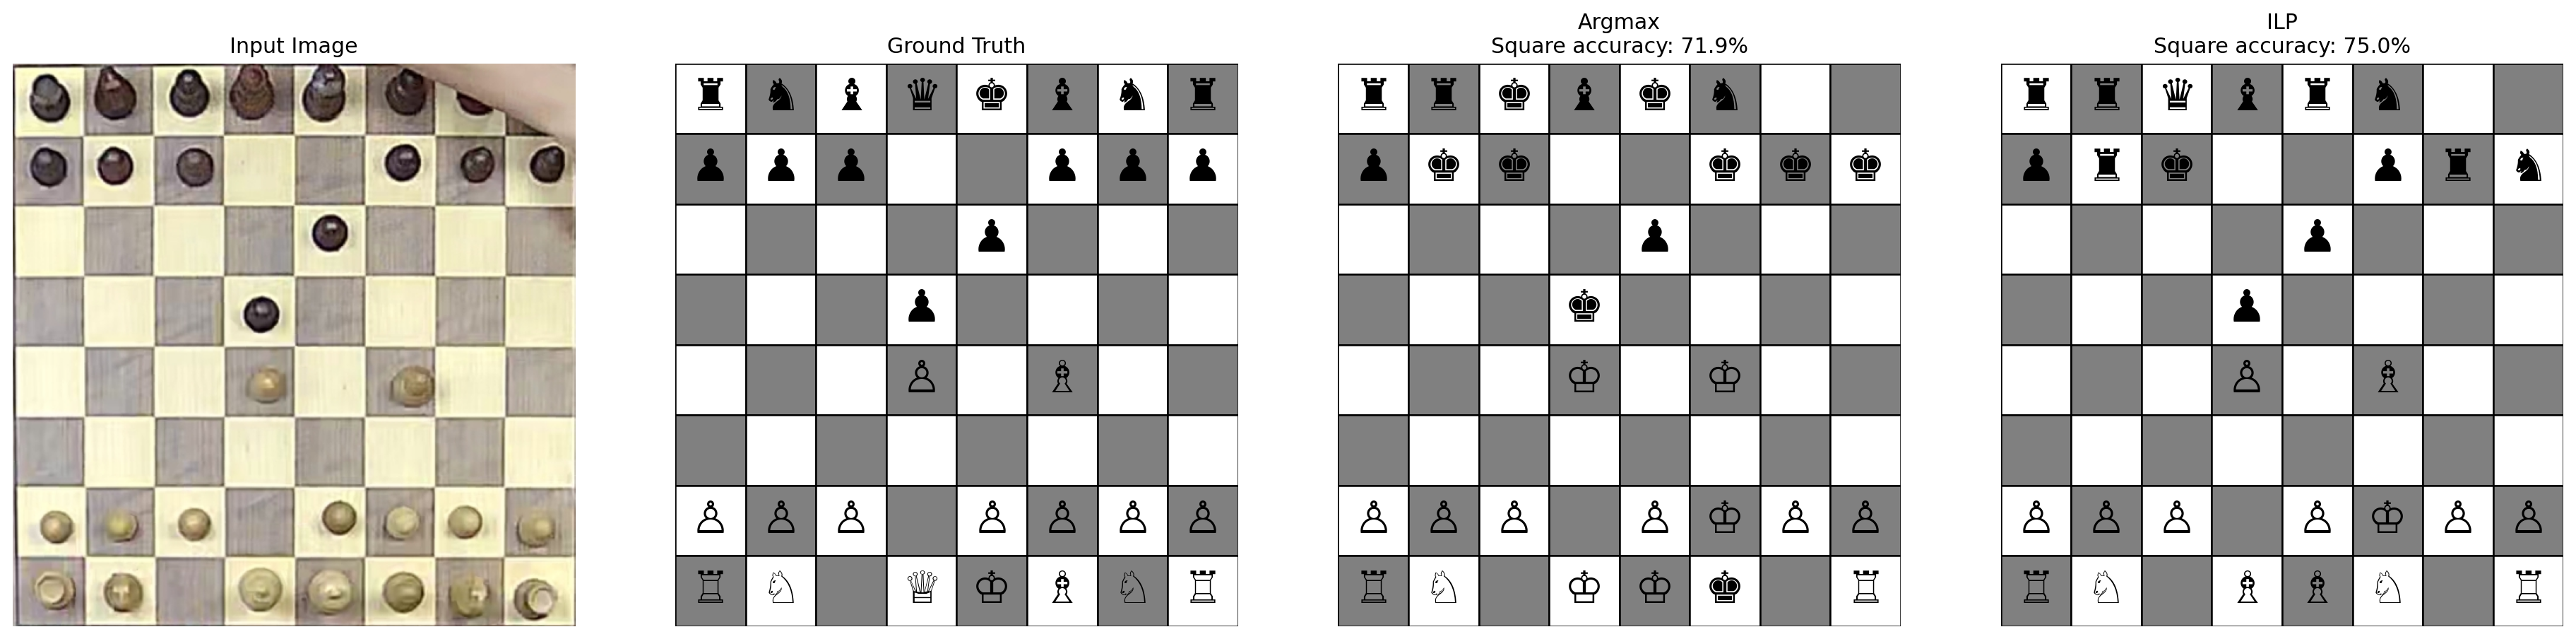 Input Image
Ground Truth
Argmax
Square accuracy: 71.9%
ILP
Square accuracy: 75.0%